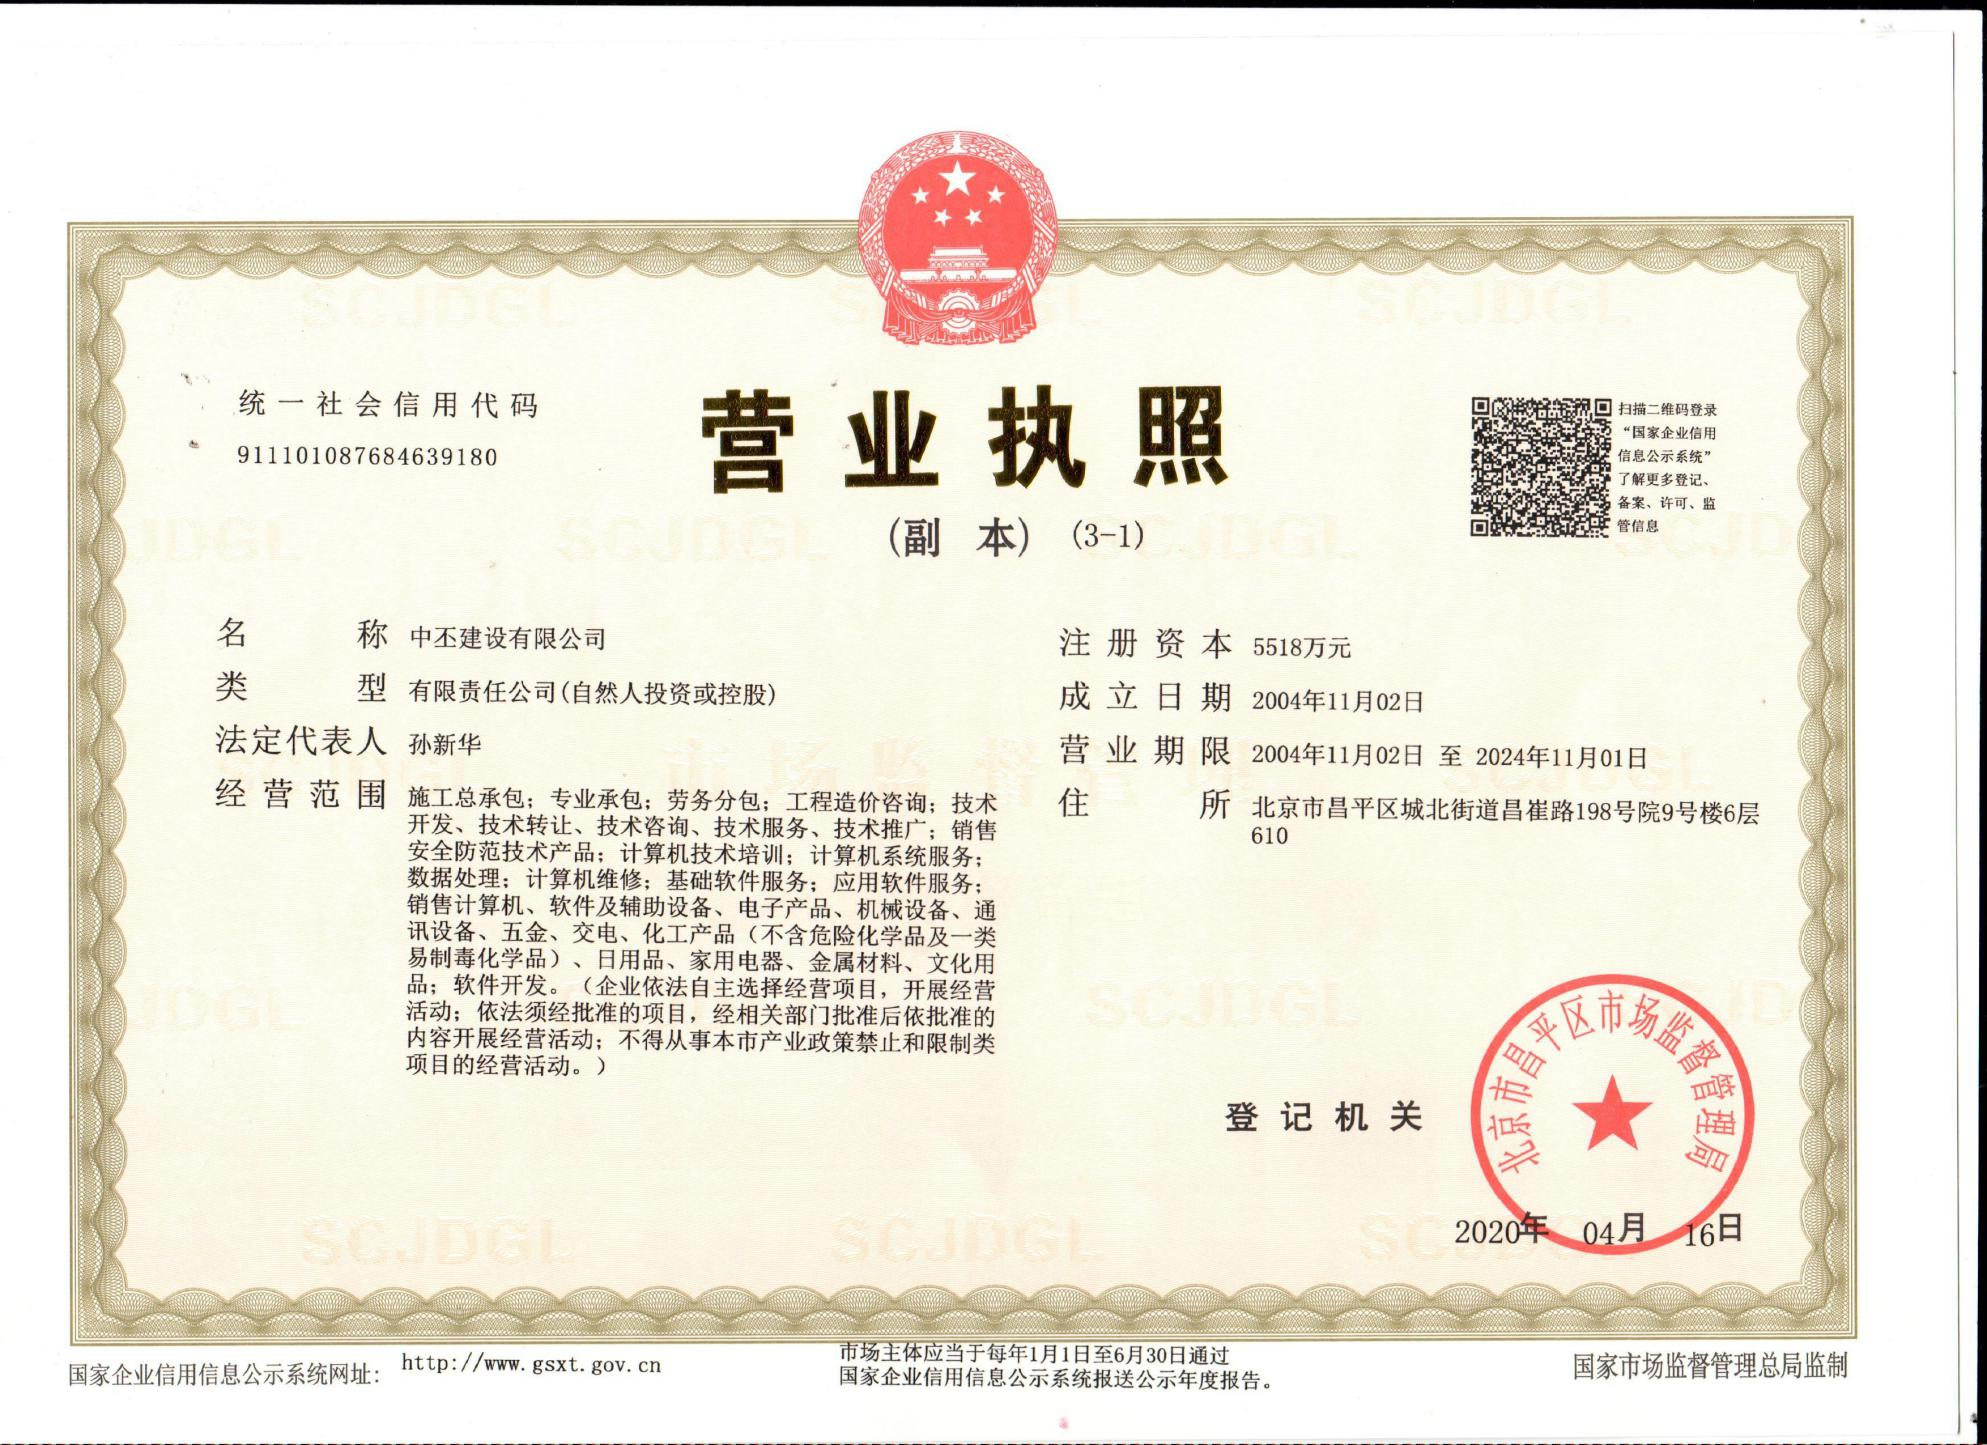 统一社会信用代码
911101087684639180
营业执照
(副 本) (3-1)
扫描二维码登录
“国家企业信用
信息公示系统”
了解更多登记、
备案、许可、监
管信息
名 称 中丕建设有限公司
类 型 有限责任公司(自然人投资或控股)
法定代表人 孙新华
经营范围 施工总承包；专业承包；劳务分包；工程造价咨询；技术
开发、技术转让、技术咨询、技术服务、技术推广；销售
安全防范技术产品；计算机技术培训；计算机系统服务；
数据处理；计算机维修；基础软件服务；应用软件服务；
销售计算机、软件及辅助设备、电子产品、机械设备、通
讯设备、五金、交电、化工产品（不含危险化学品及一类
易制毒化学品）、日用品、家用电器、金属材料、文化用
品；软件开发。（企业依法自主选择经营项目，开展经营
活动；依法须经批准的项目，经相关部门批准后依批准的
内容开展经营活动；不得从事本市产业政策禁止和限制类
项目的经营活动。）
注册资本 5518万元
成立日期 2004年11月02日
营业期限 2004年11月02日 至 2024年11月01日
住 所 北京市昌平区城北街道昌崔路198号院9号楼6层
610
登记机关
北京市昌平区市场监督管理局
2020年 04月 16日
国家企业信用信息公示系统网址：http://www.gsxt.gov.cn
市场主体应当于每年1月1日至6月30日通过
国家企业信用信息公示系统报送公示年度报告。
国家市场监督管理总局监制